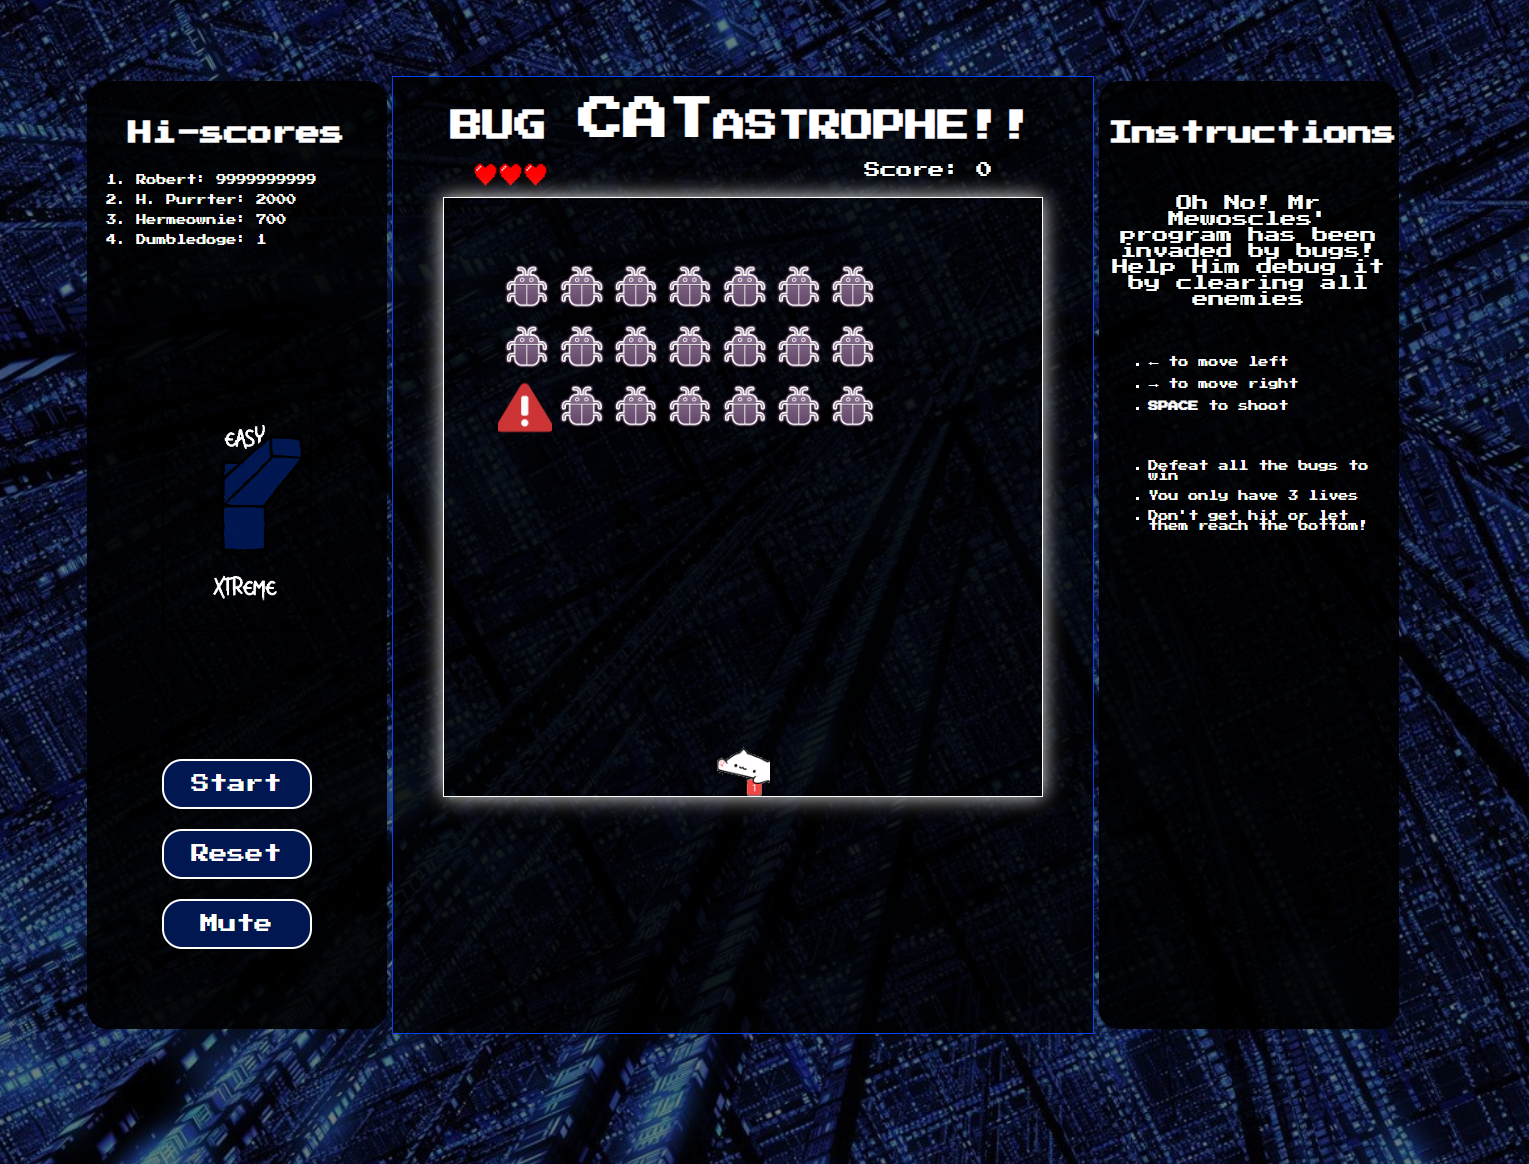 Hi-scores
1. Robert: 9999999999
2. H. Purrter: 2000
3. Hermeownie: 700
4. Dumbledoge: 1
EASY
XTREME
Start
Reset
Mute
BUG CATASTROPHE!!
Score: 0
!
1
Instructions
Oh No! Mr
Mewoscles'
program has been
invaded by bugs!
Help Him debug it
by clearing all
enemies
. ← to move left
. → to move right
. SPACE to shoot
. Defeat all the bugs to
win
. You only have 3 lives
. Don't get hit or let
them reach the bottom!